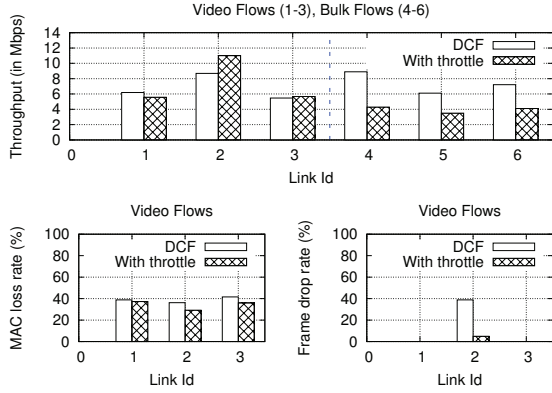 Video Flows (1-3), Bulk Flows (4-6)
Throughput (in Mbps)
14
12
10
8
6
4
2
0
DCF
With throttle
0 1 2 3 4 5 6
Link Id
Video Flows
MAC loss rate (%)
100
80
60
40
20
0
DCF
With throttle
0 1 2 3
Link Id
Video Flows
Frame drop rate (%)
100
80
60
40
20
0
DCF
With throttle
0 1 2 3
Link Id